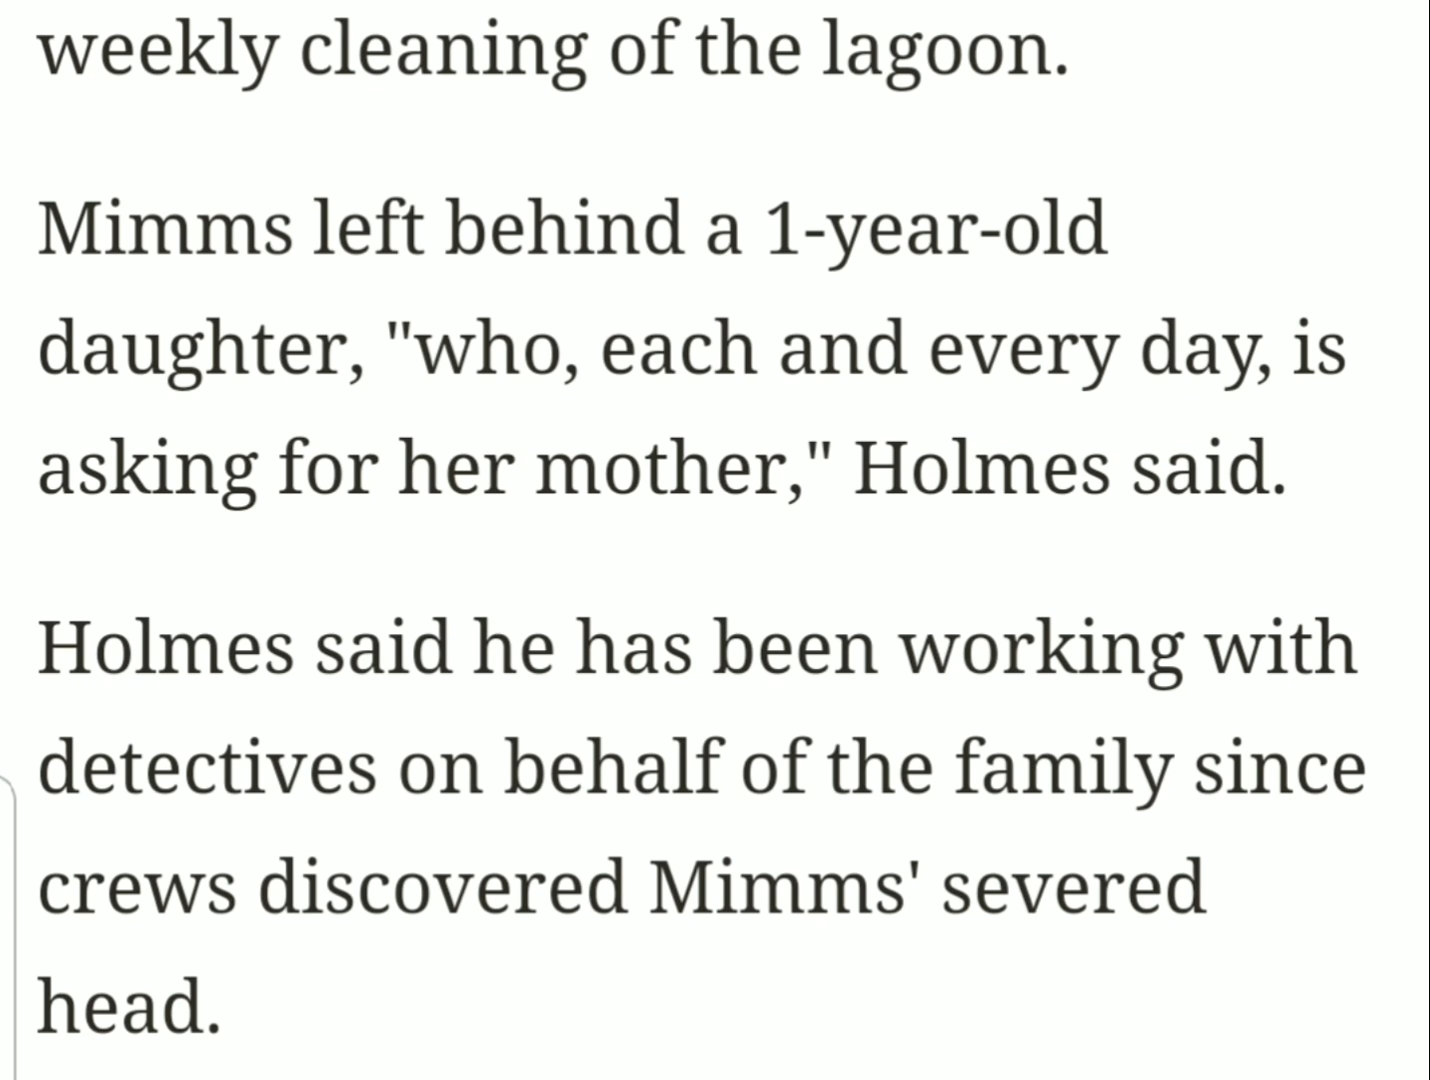 weekly cleaning of the lagoon.
Mimms left behind a 1-year-old
daughter, "who, each and every day, is
asking for her mother," Holmes said.
Holmes said he has been working with
detectives on behalf of the family since
crews discovered Mimms' severed
head.